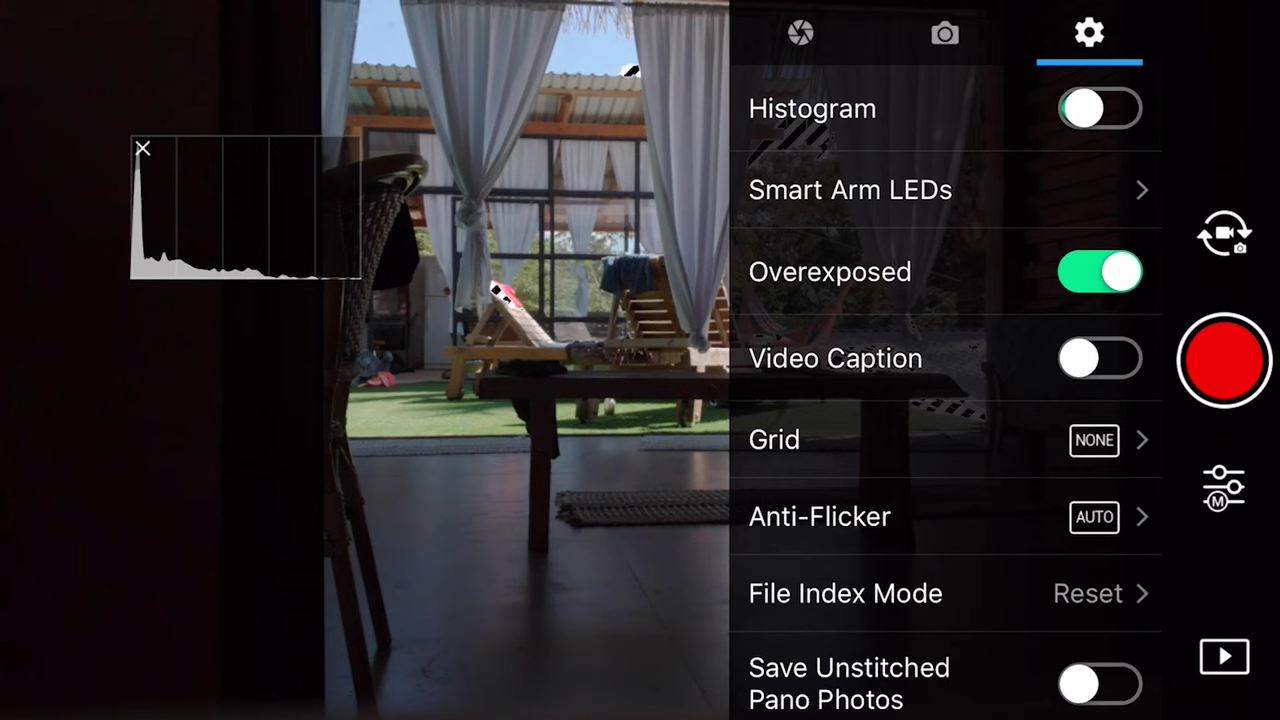 Histogram
Smart Arm LEDs
Overexposed
Video Caption
Grid
NONE
Anti-Flicker
AUTO
File Index Mode
Reset
Save Unstitched
Pano Photos
M